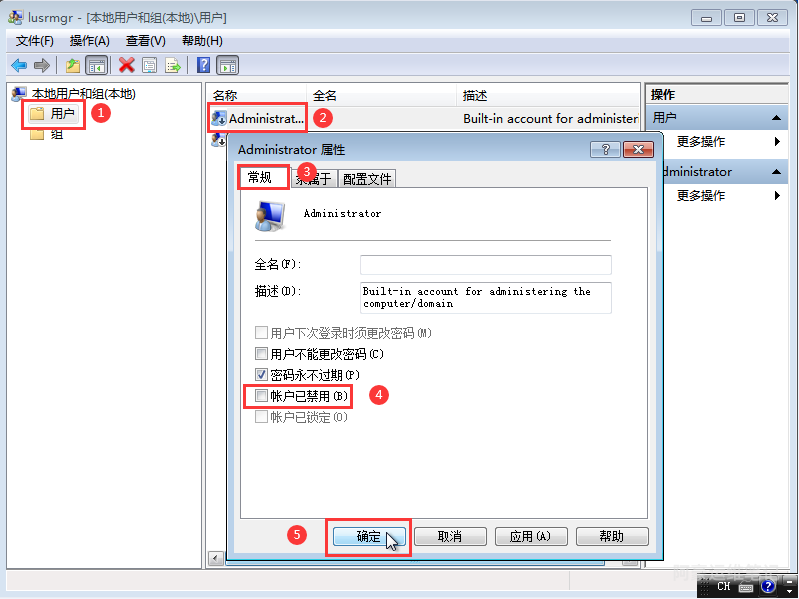 lusrmgr - [本地用户和组(本地)\用户]
文件(F) 操作(A) 查看(V) 帮助(H)
本地用户和组(本地)
用户
组
1
名称 全名 描述
Administrat... Built-in account for administeri
2
操作
用户
更多操作
dministrator
更多操作
Administrator 属性
常规 属于 配置文件
3
Administrator
全名(F):
描述(D):
Built-in account for administering the
computer/domain
用户下次登录时须更改密码(M)
用户不能更改密码(C)
密码永不过期(P)
帐户已禁用(B)
4
帐户已锁定(O)
5
确定 取消 应用(A) 帮助
CH